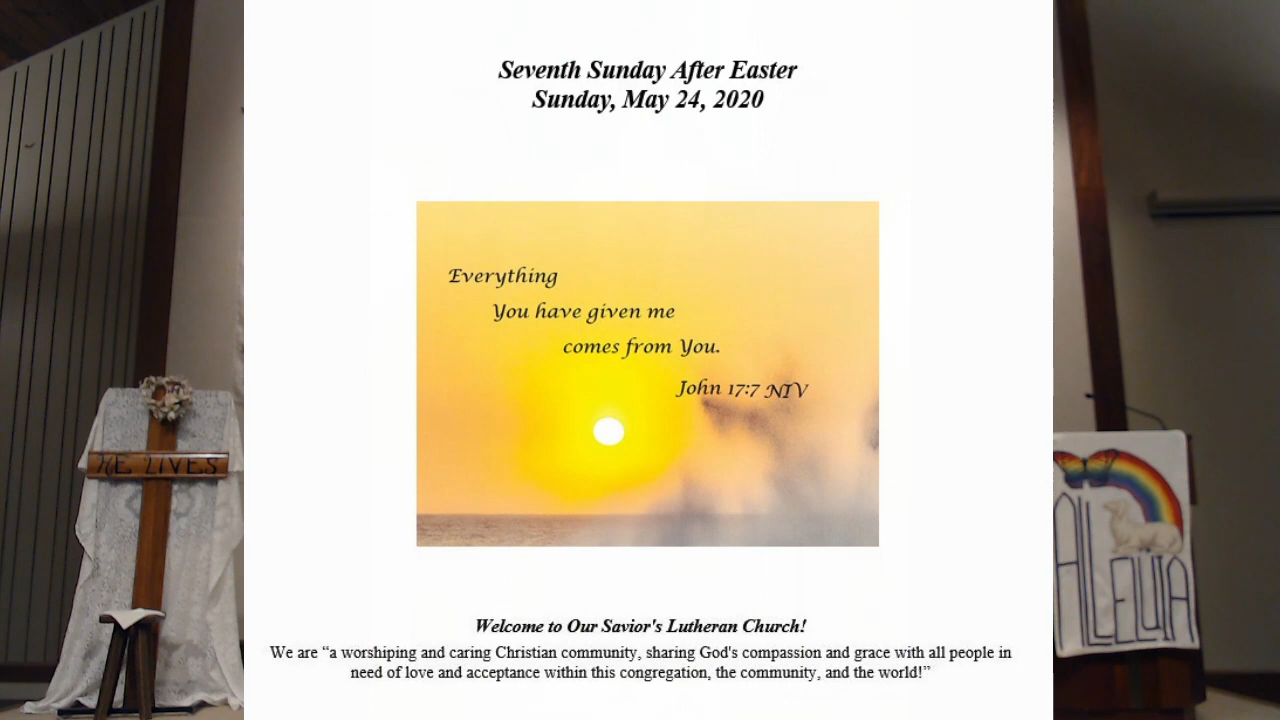 Seventh Sunday After Easter
Sunday, May 24, 2020
Everything
You have given me
comes from You.
John 17:7 NIV
HE LIVES
ALLELUIA
Welcome to Our Savior's Lutheran Church!
We are “a worshiping and caring Christian community, sharing God's compassion and grace with all people in
need of love and acceptance within this congregation, the community, and the world!”